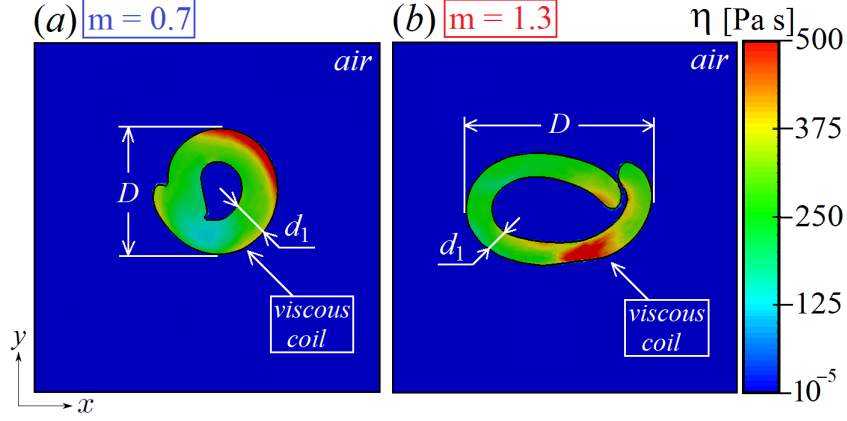 (a) m = 0.7
(b) m = 1.3
η [Pa s]
air
air
500
375
250
125
10⁻⁵
D
d₁
viscous
coil
D
d₁
viscous
coil
y
x